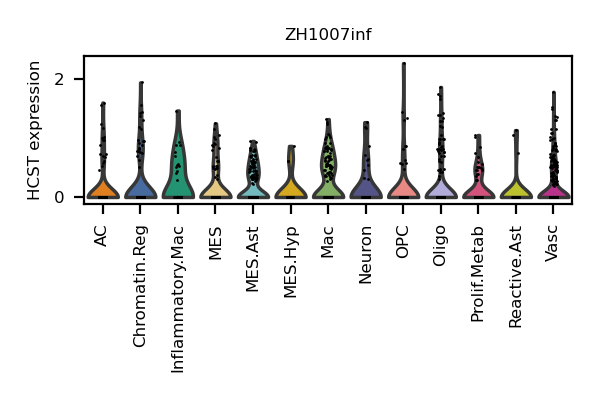 ZH1007inf
HCST expression
2
0
AC
Chromatin.Reg
Inflammatory.Mac
MES
MES.Ast
MES.Hyp
Mac
Neuron
OPC
Oligo
Prolif.Metab
Reactive.Ast
Vasc